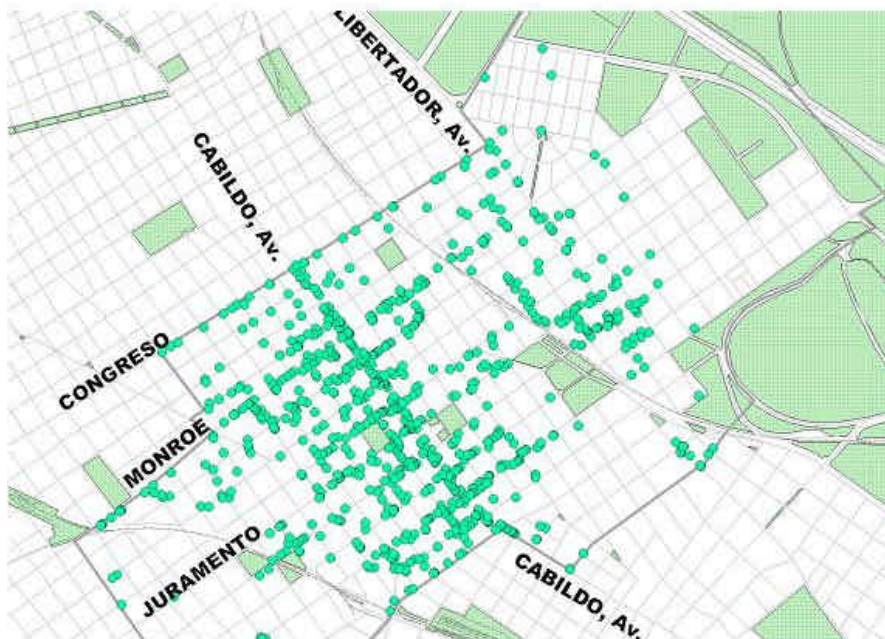 LIBERTADOR, Av.
CABILDO, Av.
CONGRESO
MONROE
JURAMENTO
CABILDO, Av.